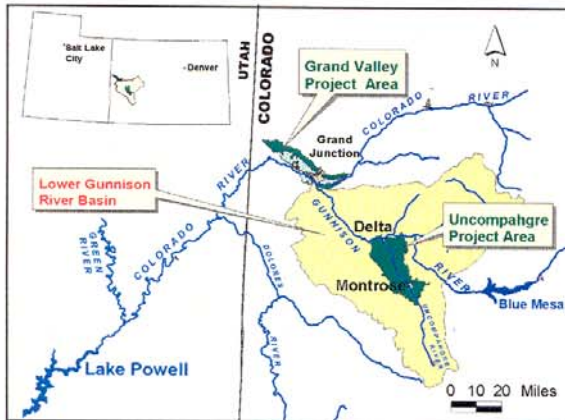 Salt Lake
City
Denver
UTAH
COLORADO
N
Grand Valley
Project Area
COLORADO RIVER
Grand
Junction
Lower Gunnison
River Basin
COLORADO RIVER
GREEN
RIVER
GUNNISON RIVER
Delta
Uncompahgre
Project Area
DOLORES
RIVER
Montrose
Blue Mesa
UNCOMPAHGRE
RIVER
Lake Powell
0 10 20 Miles